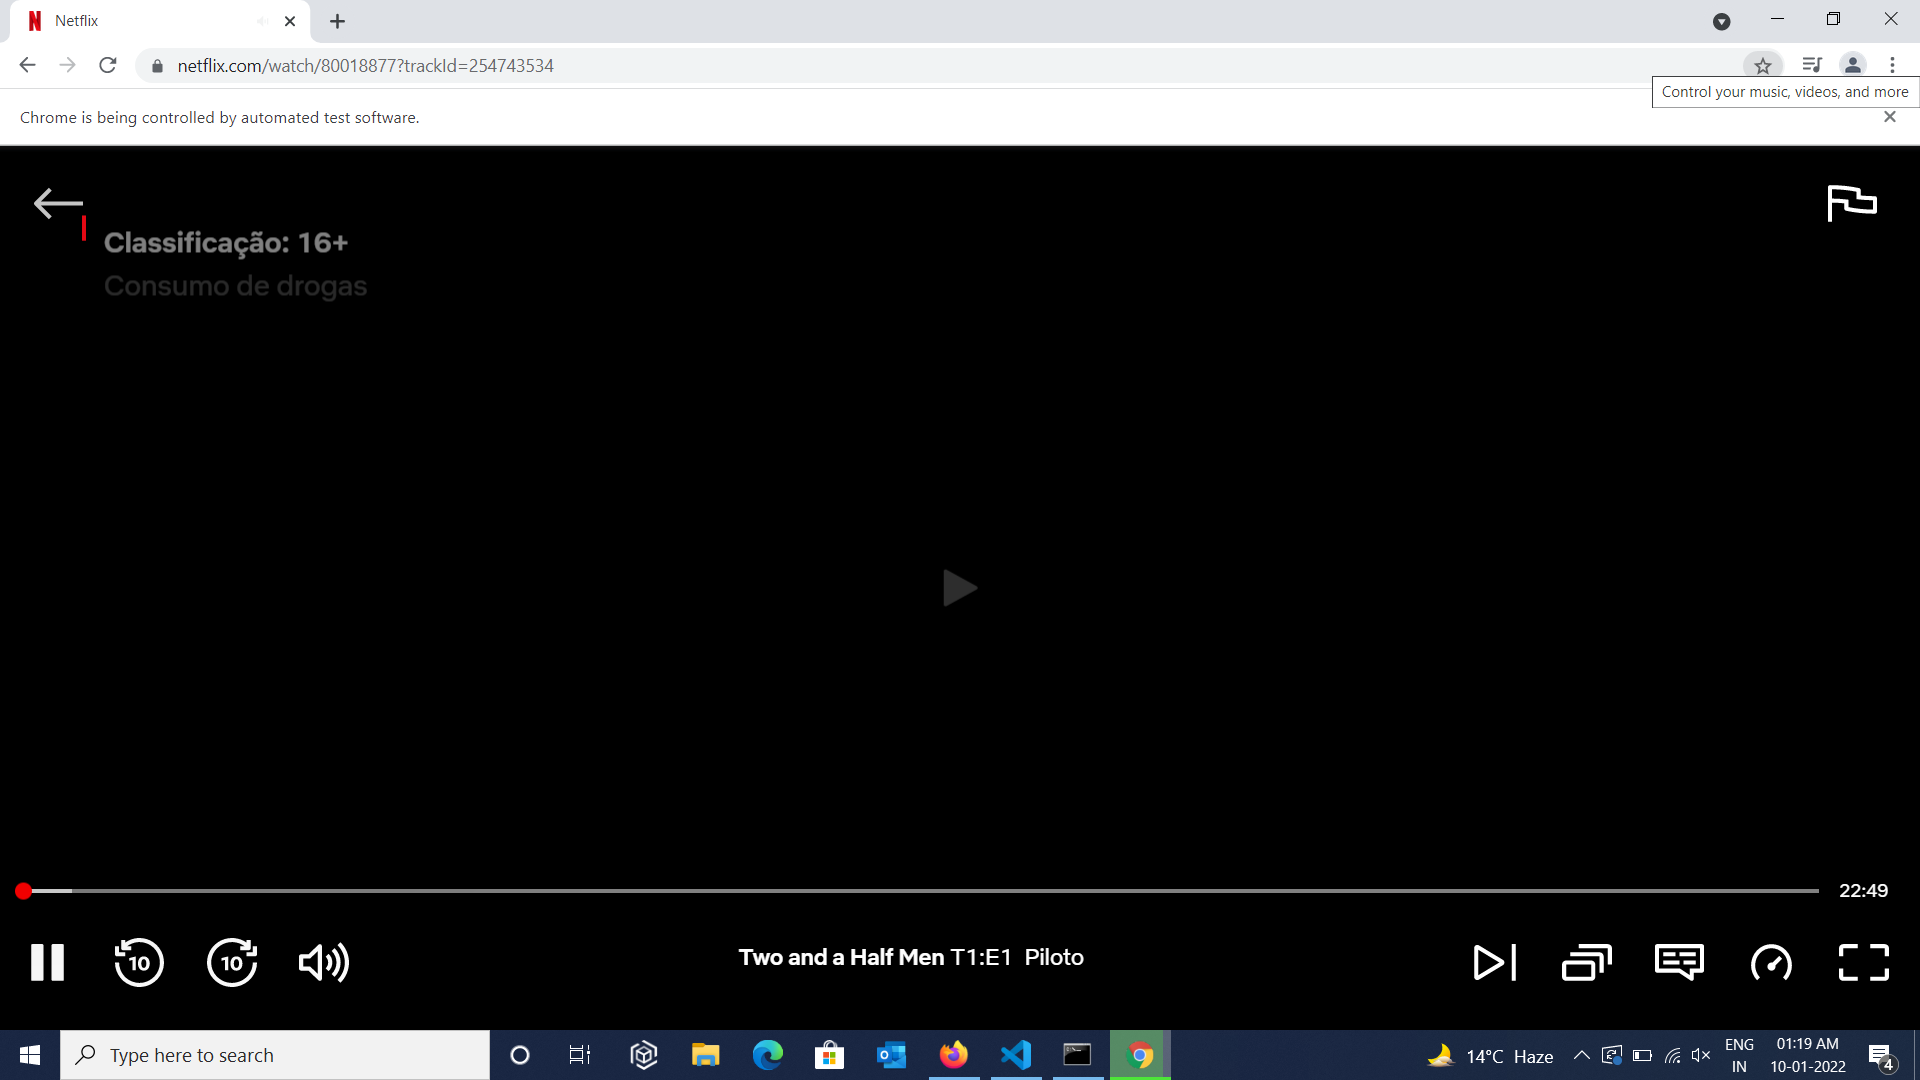 Netflix
netflix.com/watch/80018877?trackId=254743534
Control your music, videos, and more
Chrome is being controlled by automated test software.
Classificação: 16+
Consumo de drogas
22:49
10
10
Two and a Half Men T1:E1 Piloto
Type here to search
14°C Haze
ENG
IN
01:19 AM
10-01-2022
4